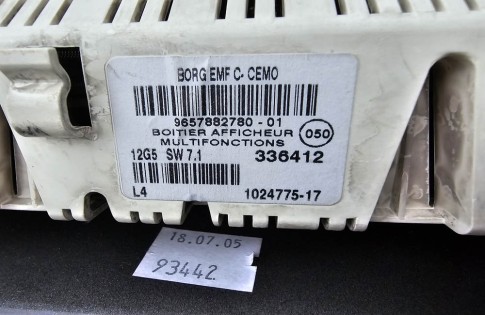 BORG EMF C- CEMO
9657882780 - 01
BOITIER AFFICHEUR
MULTIFONCTIONS
050
12G5 SW 7.1 336412
L4 1024775-17
18.07.05
93442